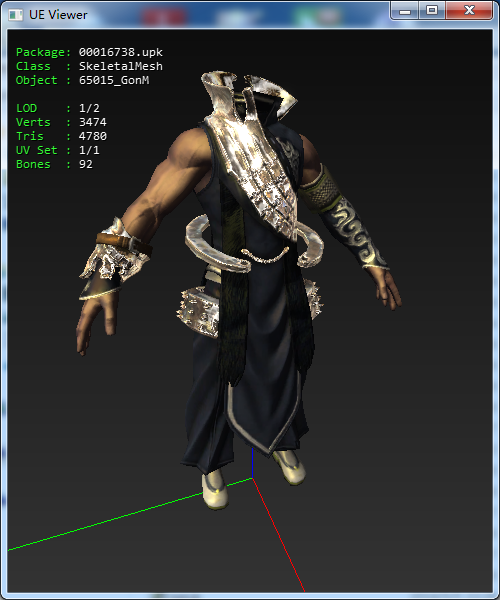 UE Viewer
Package: 00016738.upk
Class : SkeletalMesh
Object : 65015_GonM
LOD : 1/2
Verts : 3474
Tris : 4780
UV Set : 1/1
Bones : 92